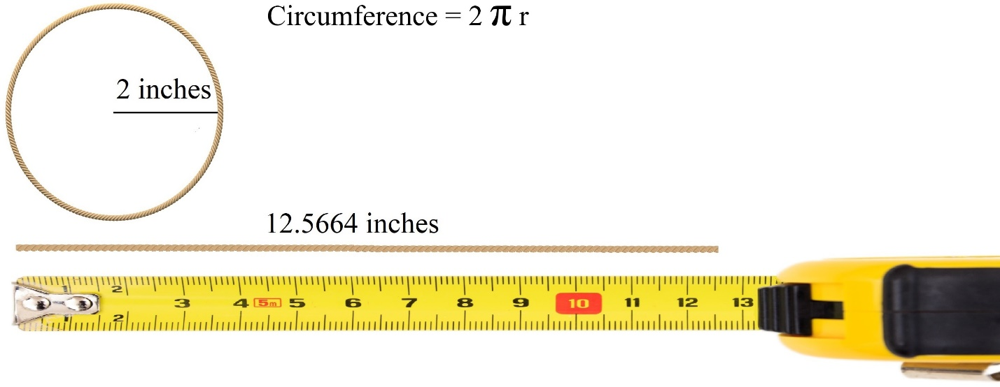 Circumference = 2 π r
2 inches
12.5664 inches
1 2
3 4 5m 5 6 7 8 9 10 11 12 13
1 2